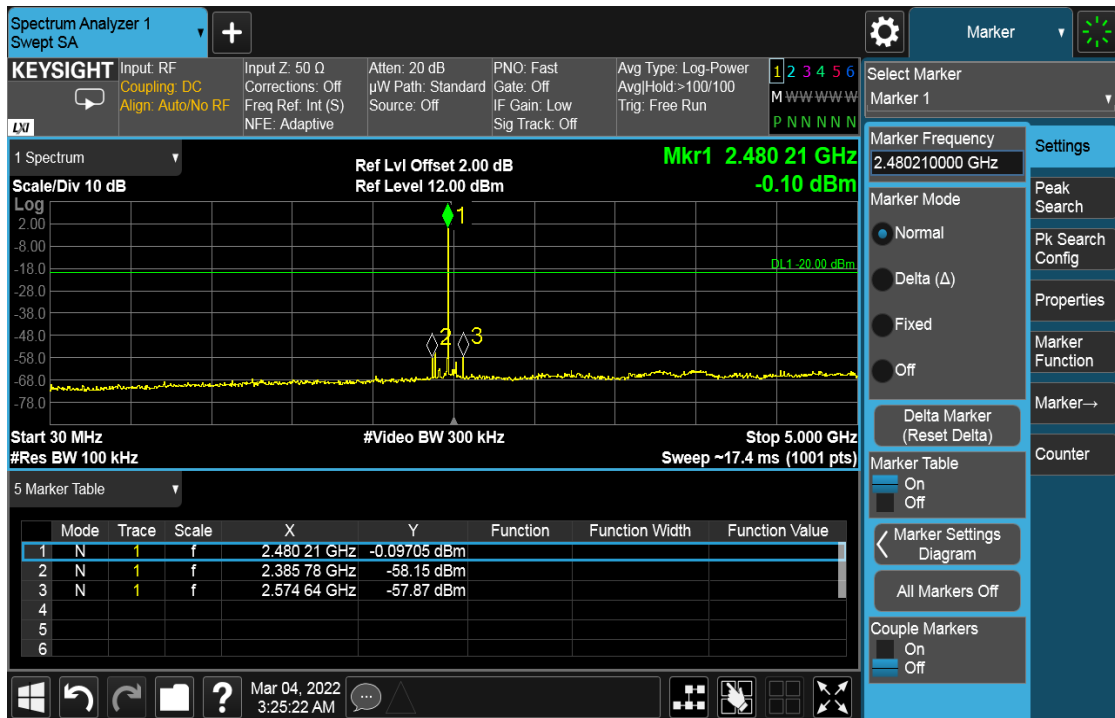 Spectrum Analyzer 1
Swept SA
+
Marker
KEYSIGHT
LXI
Input: RF
Coupling: DC
Align: Auto/No RF
Input Z: 50 Ω
Corrections: Off
Freq Ref: Int (S)
NFE: Adaptive
Atten: 20 dB
µW Path: Standard
Source: Off
PNO: Fast
Gate: Off
IF Gain: Low
Sig Track: Off
Avg Type: Log-Power
Avg|Hold:>100/100
Trig: Free Run
1 2 3 4 5 6
M W W W W W
P N N N N N
Select Marker
Marker 1
1 Spectrum
Scale/Div 10 dB
Ref Lvl Offset 2.00 dB
Ref Level 12.00 dBm
Mkr1 2.480 21 GHz
-0.10 dBm
Log
2.00
-8.00
-18.0
-28.0
-38.0
-48.0
-58.0
-68.0
-78.0
1
DL1 -20.00 dBm
2
3
Start 30 MHz
#Res BW 100 kHz
#Video BW 300 kHz
Stop 5.000 GHz
Sweep ~17.4 ms (1001 pts)
5 Marker Table
Mode Trace Scale X Y Function Function Width Function Value
1 N 1 f 2.480 21 GHz -0.09705 dBm
2 N 1 f 2.385 78 GHz -58.15 dBm
3 N 1 f 2.574 64 GHz -57.87 dBm
4
5
6
Marker Frequency
2.480210000 GHz
Marker Mode
Normal
Delta (Δ)
Fixed
Off
Delta Marker
(Reset Delta)
Marker Table
On
Off
Marker Settings
Diagram
All Markers Off
Couple Markers
On
Off
Settings
Peak
Search
Pk Search
Config
Properties
Marker
Function
Marker→
Counter
?
Mar 04, 2022
3:25:22 AM